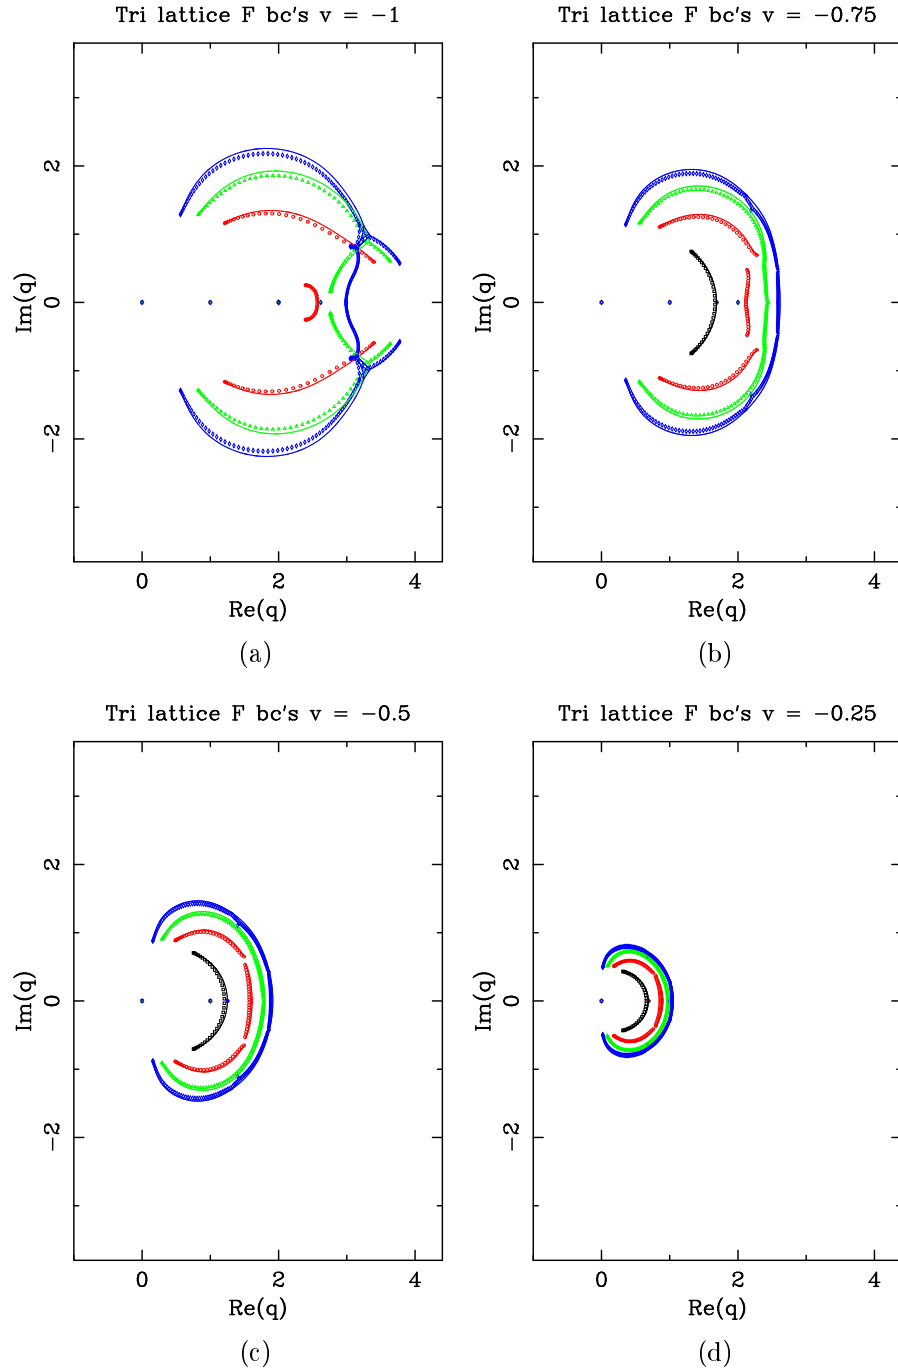 Tri lattice F bc's v = −1
Tri lattice F bc's v = −0.75
Im(q)
2
0
−2
0
2
4
Re(q)
(a)
Im(q)
2
0
−2
0
2
4
Re(q)
(b)
Tri lattice F bc's v = −0.5
Tri lattice F bc's v = −0.25
Im(q)
2
0
−2
0
2
4
Re(q)
(c)
Im(q)
2
0
−2
0
2
4
Re(q)
(d)